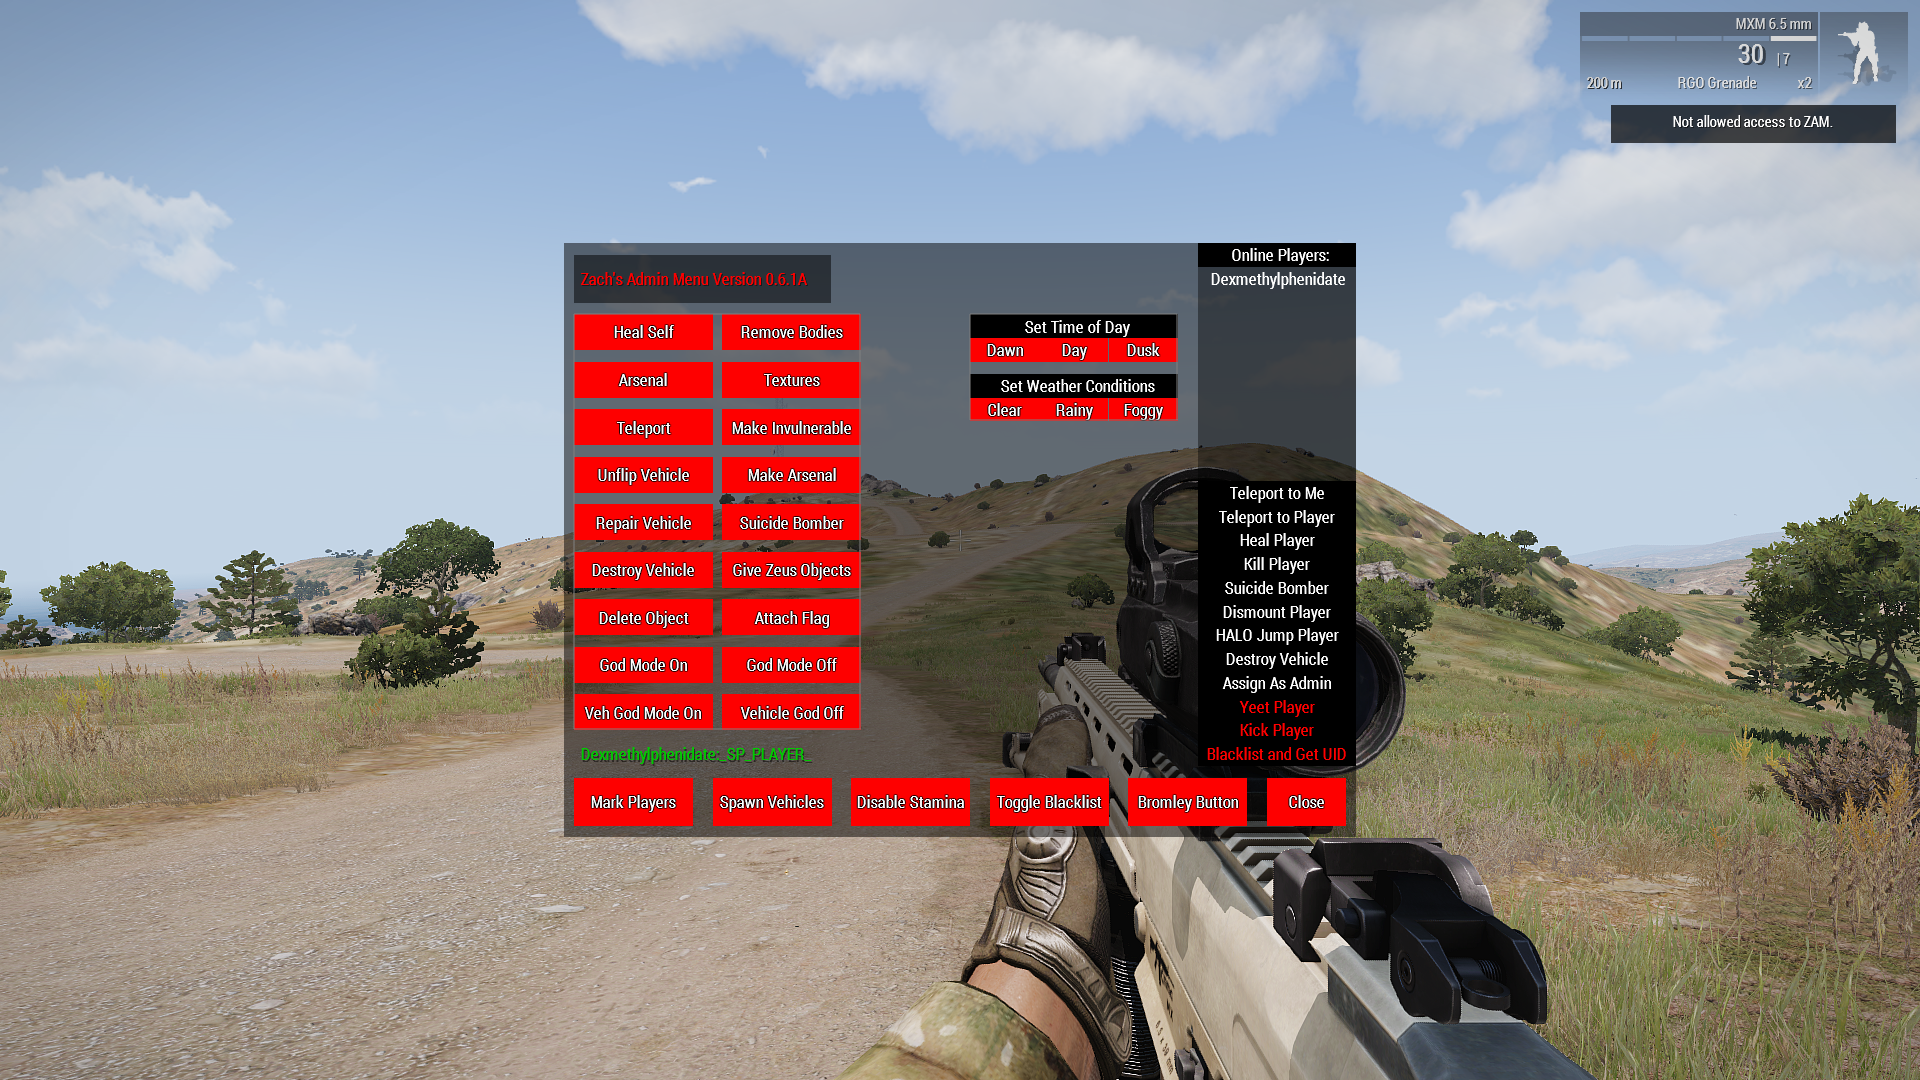 MXM 6.5 mm
30 | 7
200 m RGO Grenade x2
Not allowed access to ZAM.
Zach's Admin Menu Version 0.6.1A
Heal Self Remove Bodies
Arsenal Textures
Teleport Make Invulnerable
Unflip Vehicle Make Arsenal
Repair Vehicle Suicide Bomber
Destroy Vehicle Give Zeus Objects
Delete Object Attach Flag
God Mode On God Mode Off
Veh God Mode On Vehicle God Off
Dexmethylphenidate:_SP_PLAYER_
Set Time of Day
Dawn Day Dusk
Set Weather Conditions
Clear Rainy Foggy
Online Players:
Dexmethylphenidate
Teleport to Me
Teleport to Player
Heal Player
Kill Player
Suicide Bomber
Dismount Player
HALO Jump Player
Destroy Vehicle
Assign As Admin
Yeet Player
Kick Player
Blacklist and Get UID
Mark Players Spawn Vehicles Disable Stamina Toggle Blacklist Bromley Button Close